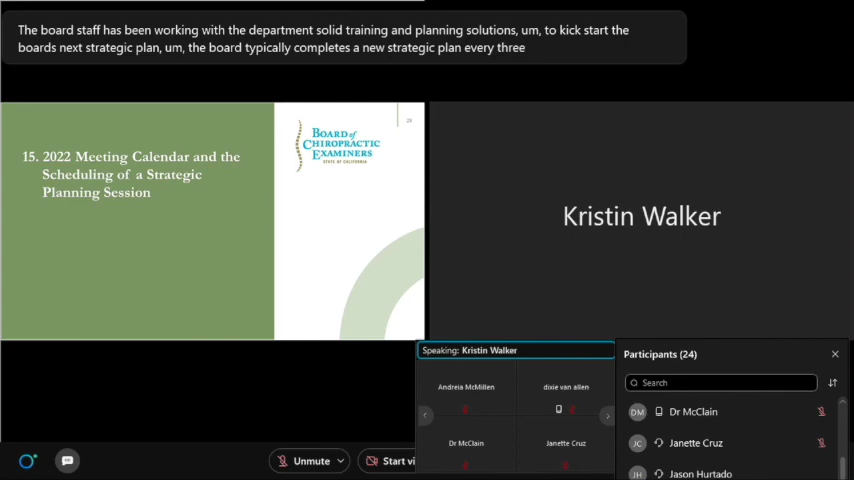 The board staff has been working with the department solid training and planning solutions, um, to kick start the
boards next strategic plan, um, the board typically completes a new strategic plan every three
28
15. 2022 Meeting Calendar and the
Scheduling of a Strategic
Planning Session
BOARD of
CHIROPRACTIC
EXAMINERS
STATE OF CALIFORNIA
Kristin Walker
Speaking: Kristin Walker
Andreia McMillen
dixie van allen
Dr McClain
Janette Cruz
Participants (24)
Search
DM Dr McClain
JC Janette Cruz
JH Jason Hurtado
Unmute
Start vi